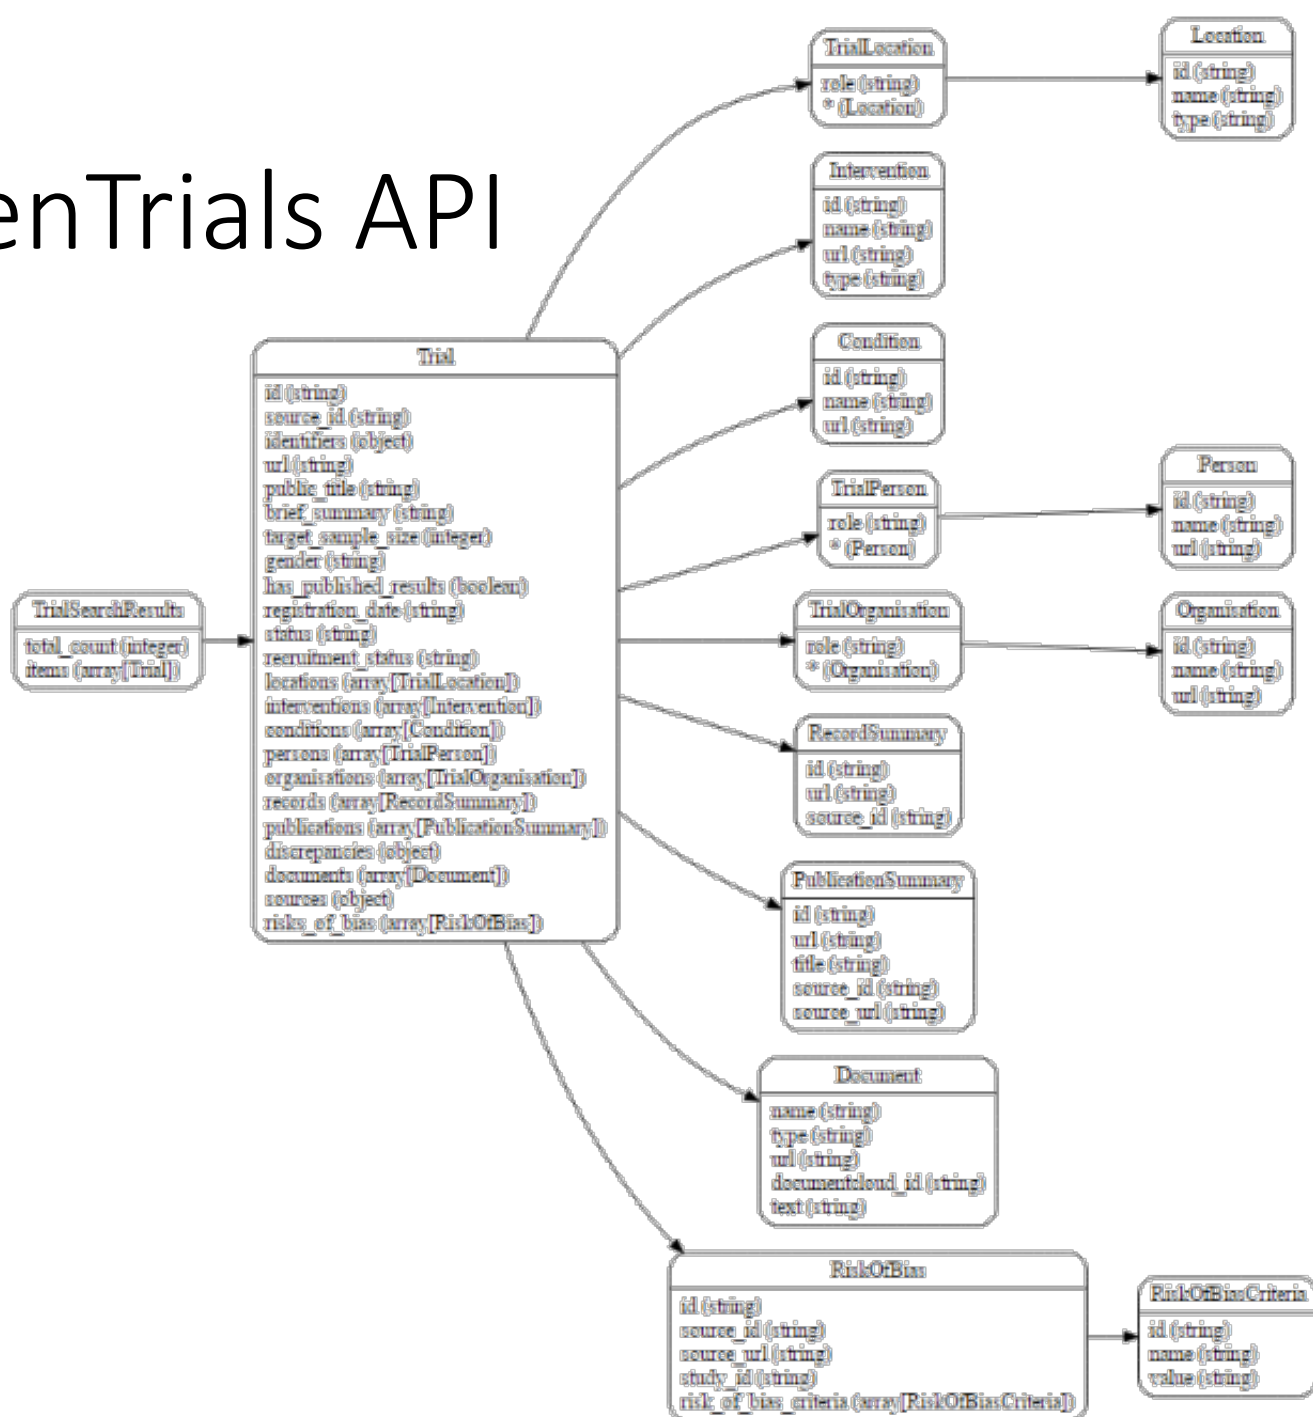 enTrials API
TrialSearchResults
total_count (integer)
items (array[Trial])
Trial
id (string)
source_id (string)
identifiers (object)
url (string)
public_title (string)
brief_summary (string)
target_sample_size (integer)
gender (string)
has_published_results (boolean)
registration_date (string)
status (string)
recruitment_status (string)
locations (array[TrialLocation])
interventions (array[Intervention])
conditions (array[Condition])
persons (array[TrialPerson])
organisations (array[TrialOrganisation])
records (array[RecordSummary])
publications (array[PublicationSummary])
discrepancies (object)
documents (array[Document])
sources (object)
risks_of_bias (array[RiskOfBias])
TrialLocation
role (string)
* (Location)
Location
id (string)
name (string)
type (string)
Intervention
id (string)
name (string)
url (string)
type (string)
Condition
id (string)
name (string)
url (string)
TrialPerson
role (string)
* (Person)
Person
id (string)
name (string)
url (string)
TrialOrganisation
role (string)
* (Organisation)
Organisation
id (string)
name (string)
url (string)
RecordSummary
id (string)
url (string)
source_id (string)
PublicationSummary
id (string)
url (string)
title (string)
source_id (string)
source_url (string)
Document
name (string)
type (string)
url (string)
documentcloud_id (string)
text (string)
RiskOfBias
id (string)
source_id (string)
source_url (string)
study_id (string)
risk_of_bias_criteria (array[RiskOfBiasCriteria])
RiskOfBiasCriteria
id (string)
name (string)
value (string)